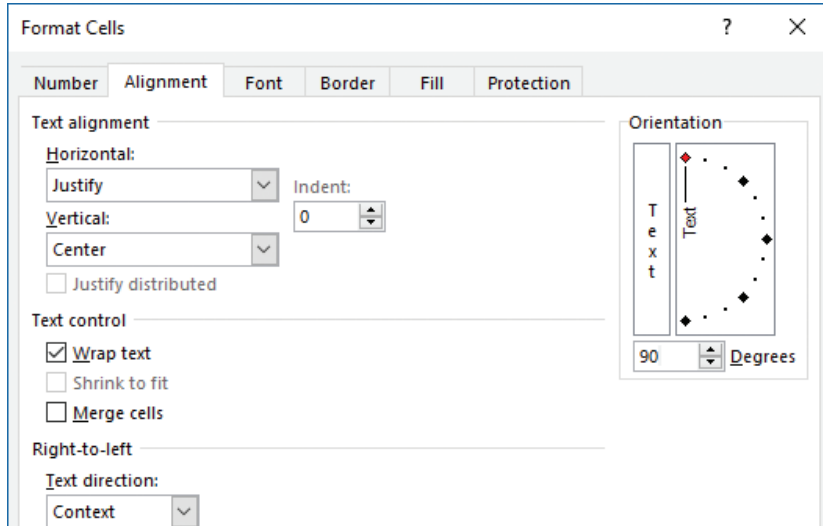 Format Cells ?
Number Alignment Font Border Fill Protection
Text alignment
Horizontal:
Justify
Indent:
0
Vertical:
Center
Justify distributed
Text control
Wrap text
Shrink to fit
Merge cells
Right-to-left
Text direction:
Context
Orientation
Text
Text
90 Degrees